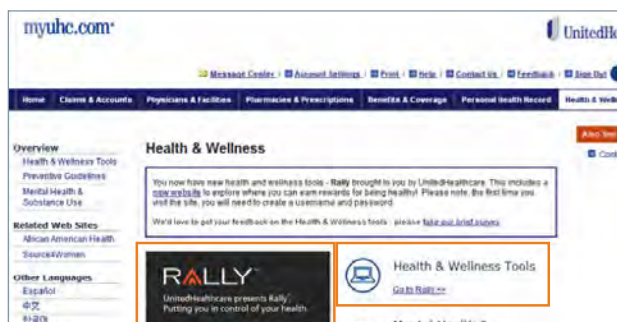 myuhc.com
UnitedHe
Message Center | Account Settings | Print | Help | Contact Us | Feedback | Sign Out
Home Claims & Accounts Physicians & Facilities Pharmacies & Prescriptions Benefits & Coverage Personal Health Record Health & Well
Overview
Health & Wellness Tools
Preventive Guidelines
Mental Health &
Substance Use
Related Web Sites
African American Health
Source4Women
Other Languages
Español
中文
한국어
Health & Wellness
You now have new health and wellness tools - Rally brought to you by UnitedHealthcare. This includes a
new website to explore where you can earn rewards for being healthy! Please note, the first time you
visit the site, you will need to create a username and password.
We'd love to get your feedback on the Health & Wellness tools - please take our brief survey.
RALLY
UnitedHealthcare presents Rally.
Putting you in control of your health.
Health & Wellness Tools
Go to Rally >>
Also
Cont